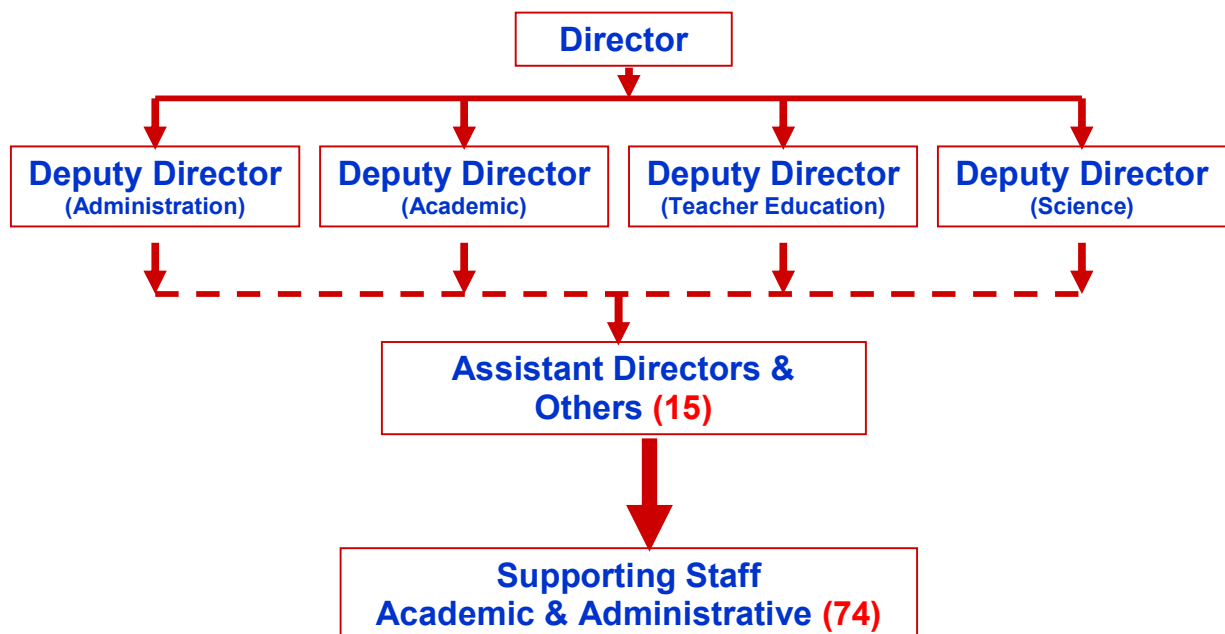 Director
Deputy Director
(Administration)
Deputy Director
(Academic)
Deputy Director
(Teacher Education)
Deputy Director
(Science)
Assistant Directors &
Others (15)
Supporting Staff
Academic & Administrative (74)